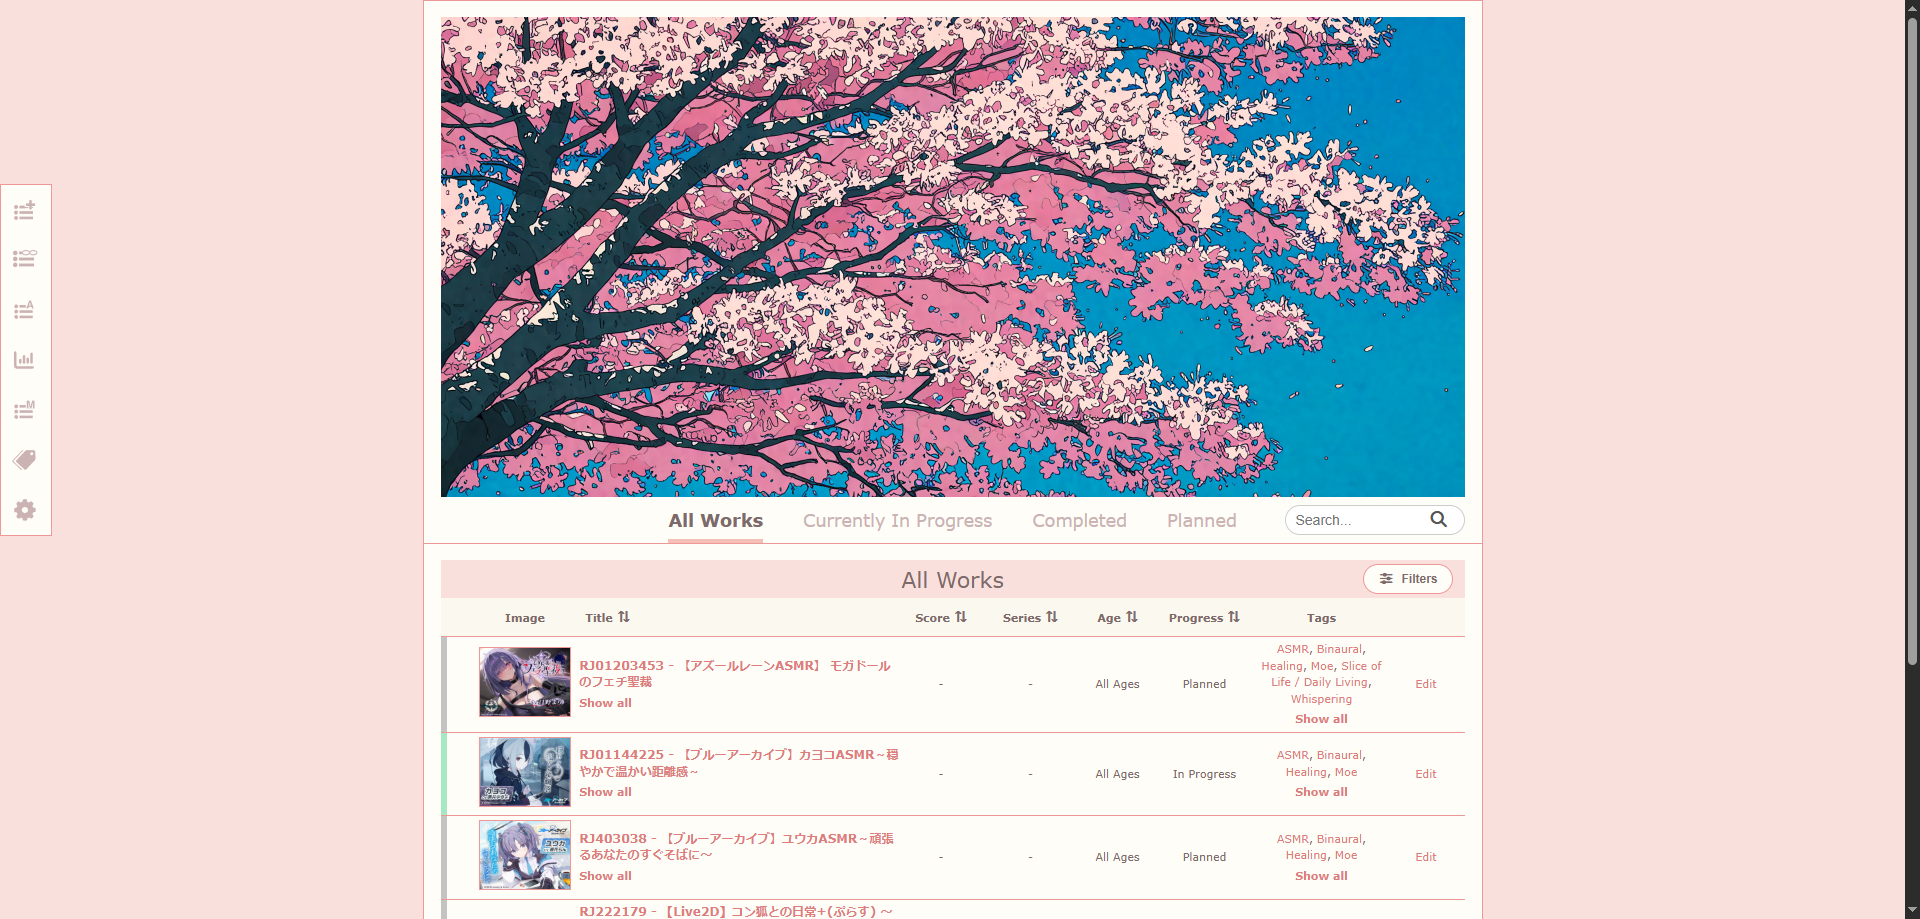 All Works
Currently In Progress
Completed
Planned
Search...
All Works
Filters
Image
Title
Score
Series
Age
Progress
Tags
RJ01203453 - 【アズールレーンASMR】 モガドール
のフェチ聖裁
Show all
-
-
All Ages
Planned
ASMR, Binaural,
Healing, Moe, Slice of
Life / Daily Living,
Whispering
Show all
Edit
RJ01144225 - 【ブルーアーカイブ】カヨコASMR～穏
やかで温かい距離感～
Show all
-
-
All Ages
In Progress
ASMR, Binaural,
Healing, Moe
Show all
Edit
RJ403038 - 【ブルーアーカイブ】ユウカASMR～頑張
るあなたのすぐそばに～
Show all
-
-
All Ages
Planned
ASMR, Binaural,
Healing, Moe
Show all
Edit
RJ222179 - 【Live2D】コン狐との日常+(ぷらす) ～